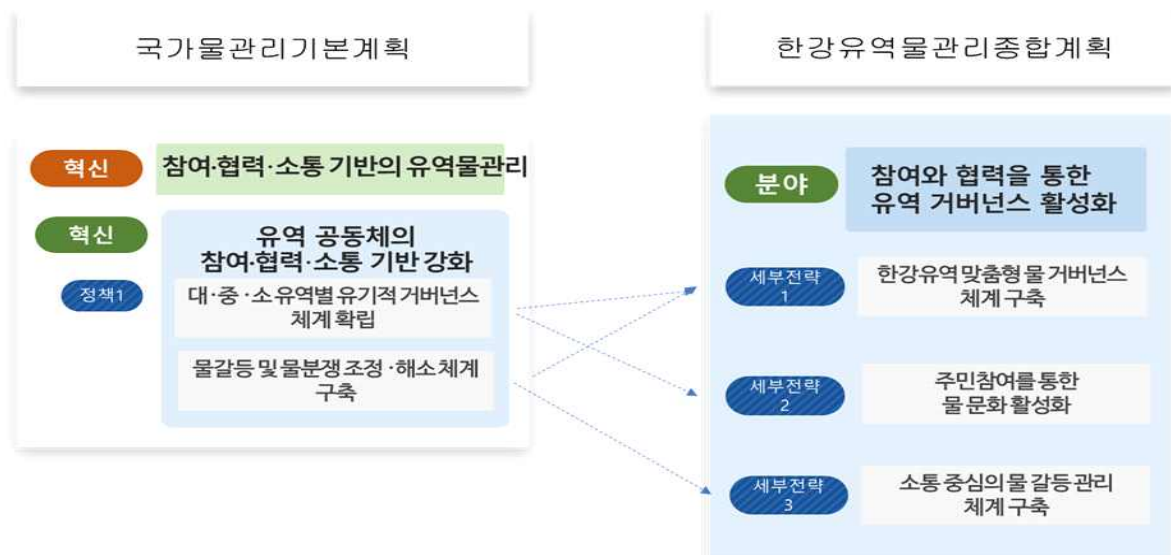 국가물관리기본계획
혁신
참여·협력·소통 기반의 유역물관리
혁신
유역 공동체의
참여·협력·소통 기반 강화
정책1
대·중·소 유역별 유기적 거버넌스
체계 확립
물갈등 및 물분쟁 조정·해소 체계
구축
한강유역물관리종합계획
분야
참여와 협력을 통한
유역 거버넌스 활성화
세부전략
1
한강유역 맞춤형 물 거버넌스
체계 구축
세부전략
2
주민참여를 통한
물 문화 활성화
세부전략
3
소통 중심의 물 갈등 관리
체계 구축